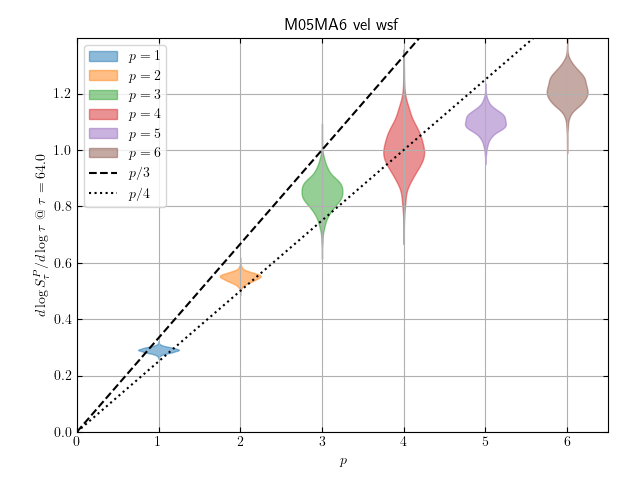 M05MA6 vel wsf
p = 1
p = 2
p = 3
p = 4
p = 5
p = 6
p/3
p/4
d log S_τ^P / d log τ @ τ = 64.0
1.2
1.0
0.8
0.6
0.4
0.2
0.0
0 1 2 3 4 5 6
p